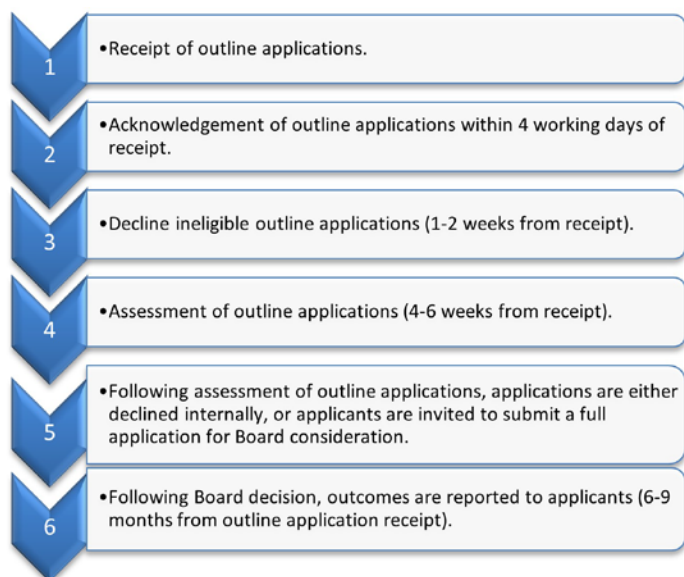 1
•Receipt of outline applications.
2
•Acknowledgement of outline applications within 4 working days of
receipt.
3
•Decline ineligible outline applications (1-2 weeks from receipt).
4
•Assessment of outline applications (4-6 weeks from receipt).
5
•Following assessment of outline applications, applications are either
declined internally, or applicants are invited to submit a full
application for Board consideration.
6
•Following Board decision, outcomes are reported to applicants (6-9
months from outline application receipt).